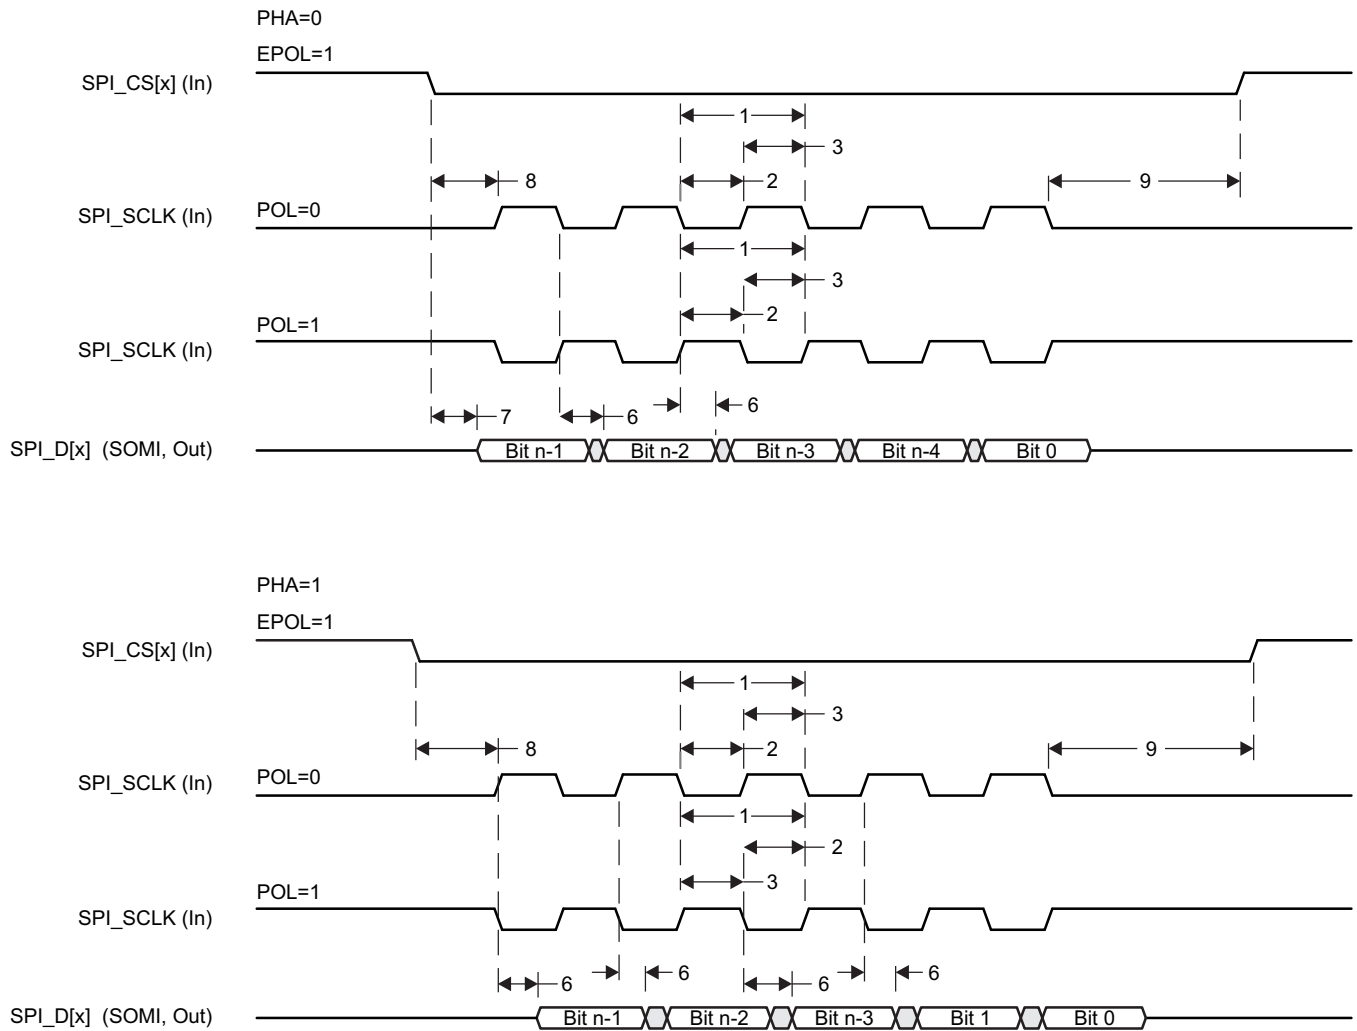 PHA=0
EPOL=1
SPI_CS[x] (In)
1
3
8
2
9
SPI_SCLK (In)
POL=0
1
3
2
POL=1
SPI_SCLK (In)
7
6
6
SPI_D[x] (SOMI, Out)
Bit n-1
Bit n-2
Bit n-3
Bit n-4
Bit 0
PHA=1
EPOL=1
SPI_CS[x] (In)
1
3
8
2
9
SPI_SCLK (In)
POL=0
1
2
3
POL=1
SPI_SCLK (In)
6
6
6
6
SPI_D[x] (SOMI, Out)
Bit n-1
Bit n-2
Bit n-3
Bit 1
Bit 0